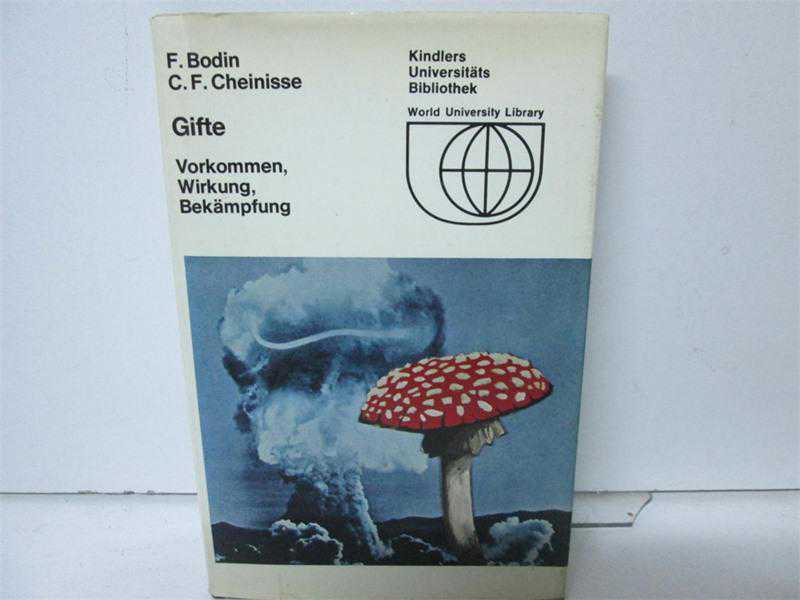 F. Bodin
C. F. Cheinisse
Gifte
Vorkommen,
Wirkung,
Bekämpfung
Kindlers
Universitäts
Bibliothek
World University Library